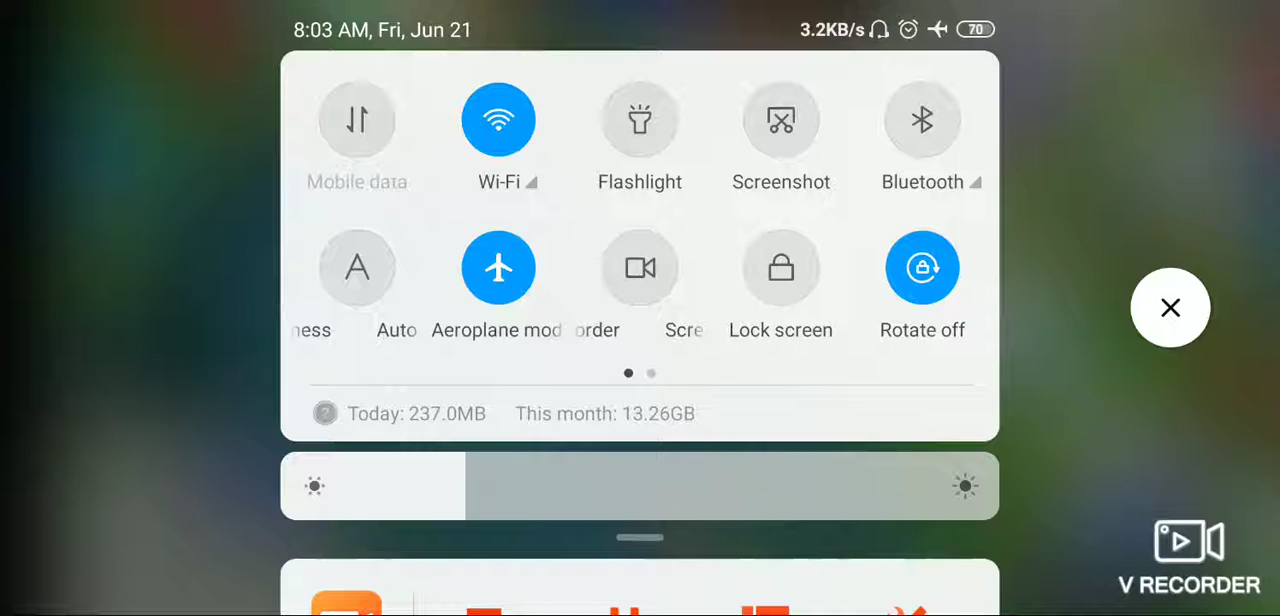 8:03 AM, Fri, Jun 21
3.2KB/s 70
Mobile data Wi-Fi Flashlight Screenshot Bluetooth
A
ness Auto Aeroplane mod order Scre Lock screen Rotate off
Today: 237.0MB This month: 13.26GB
V RECORDER